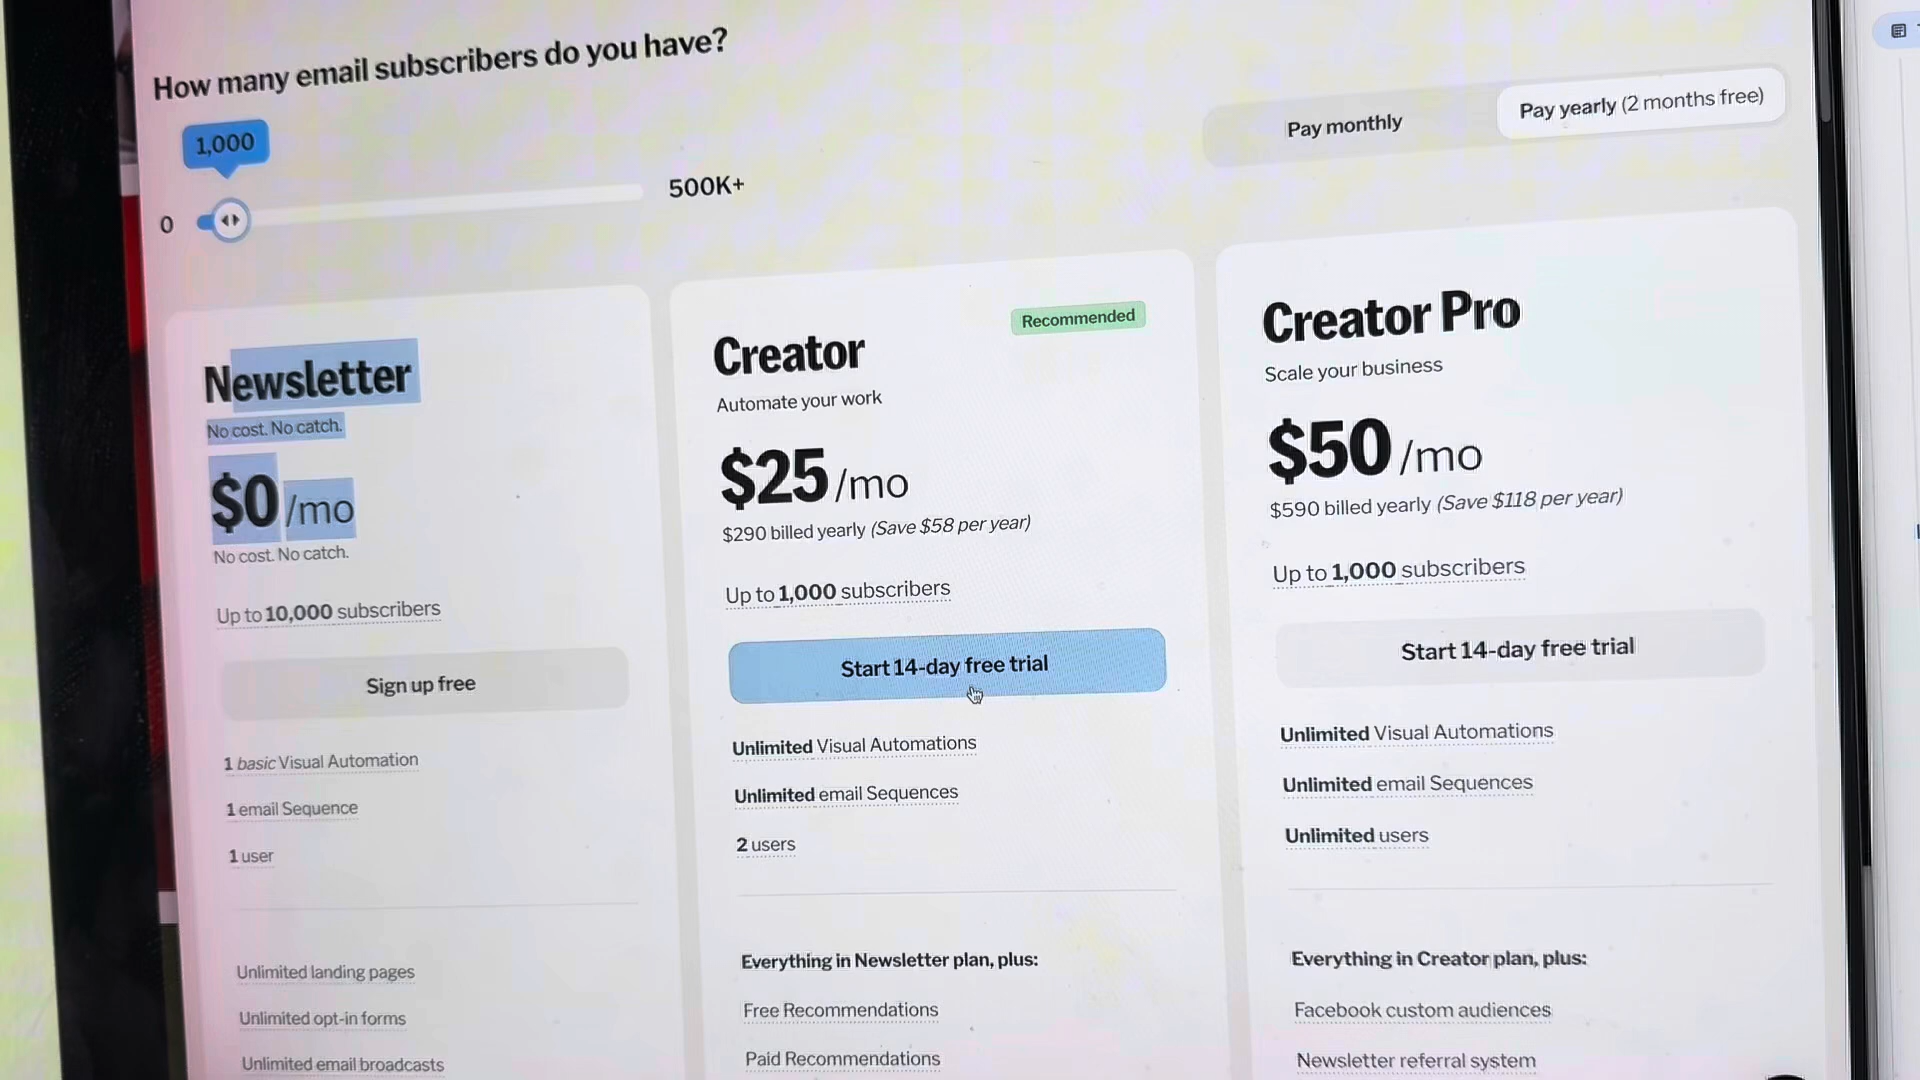 How many email subscribers do you have?
1,000
0
500K+
Pay monthly
Pay yearly (2 months free)
Newsletter
No cost. No catch.
$0 /mo
No cost. No catch.
Up to 10,000 subscribers
Sign up free
1 basic Visual Automation
1 email Sequence
1 user
Unlimited landing pages
Unlimited opt-in forms
Unlimited email broadcasts
Recommended
Creator
Automate your work
$25 /mo
$290 billed yearly (Save $58 per year)
Up to 1,000 subscribers
Start 14-day free trial
Unlimited Visual Automations
Unlimited email Sequences
2 users
Everything in Newsletter plan, plus:
Free Recommendations
Paid Recommendations
Creator Pro
Scale your business
$50 /mo
$590 billed yearly (Save $118 per year)
Up to 1,000 subscribers
Start 14-day free trial
Unlimited Visual Automations
Unlimited email Sequences
Unlimited users
Everything in Creator plan, plus:
Facebook custom audiences
Newsletter referral system